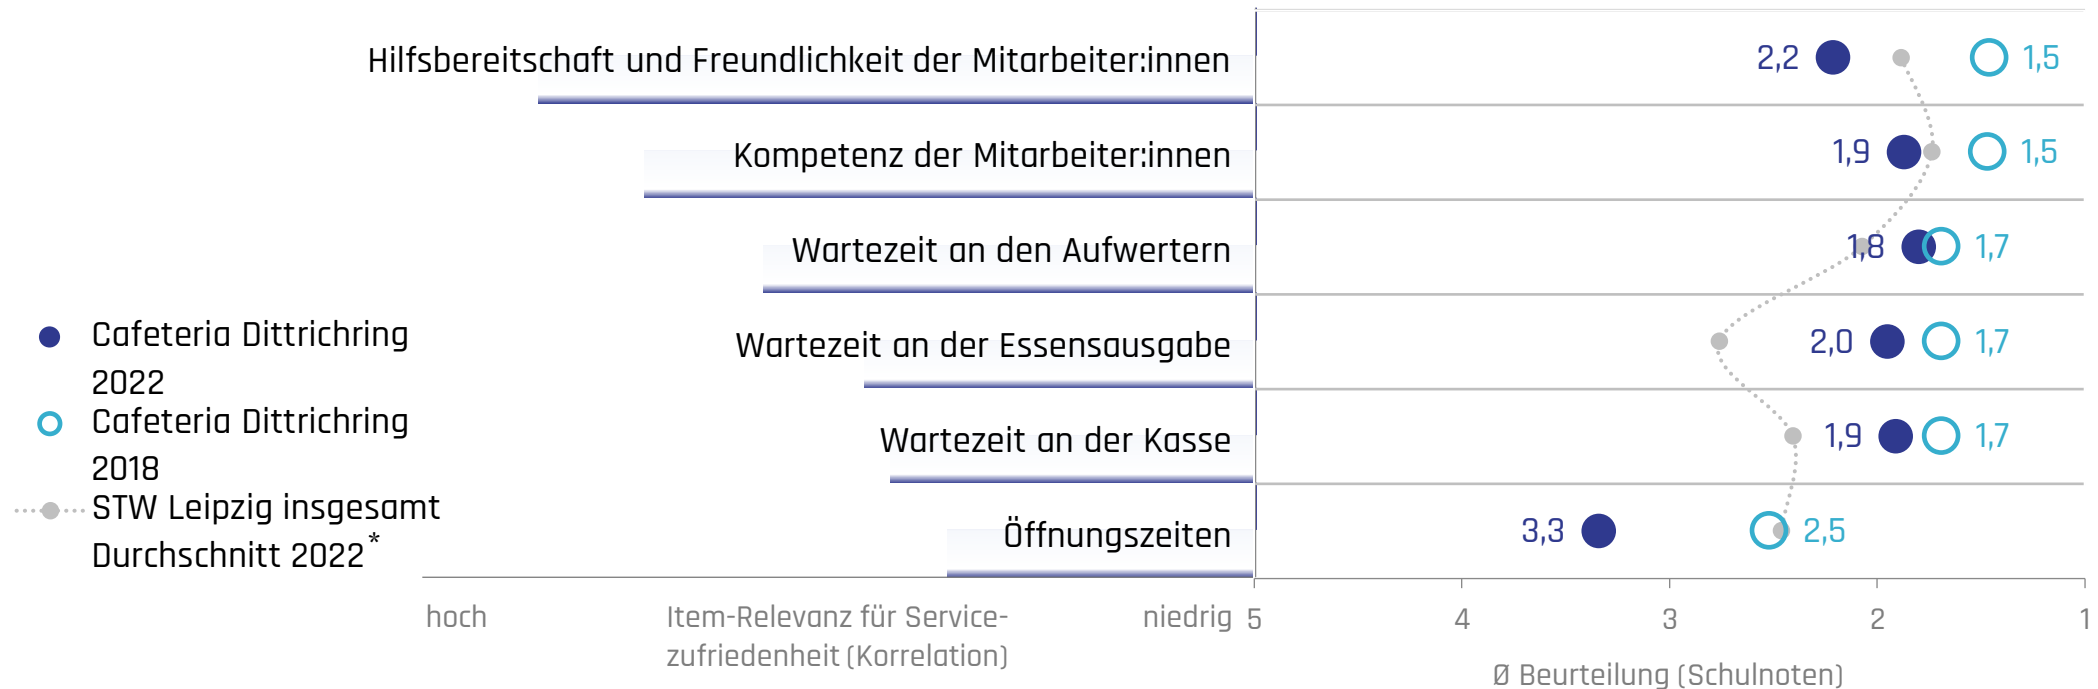 Hilfsbereitschaft und Freundlichkeit der Mitarbeiter:innen
2,2
1,5
Kompetenz der Mitarbeiter:innen
1,9
1,5
Wartezeit an den Aufwertern
1,8
1,7
Wartezeit an der Essensausgabe
2,0
1,7
Wartezeit an der Kasse
1,9
1,7
Öffnungszeiten
3,3
2,5
Cafeteria Dittrichring
2022
Cafeteria Dittrichring
2018
STW Leipzig insgesamt
Durchschnitt 2022*
hoch
Item-Relevanz für Service-
zufriedenheit (Korrelation)
niedrig
5 4 3 2 1
Ø Beurteilung (Schulnoten)